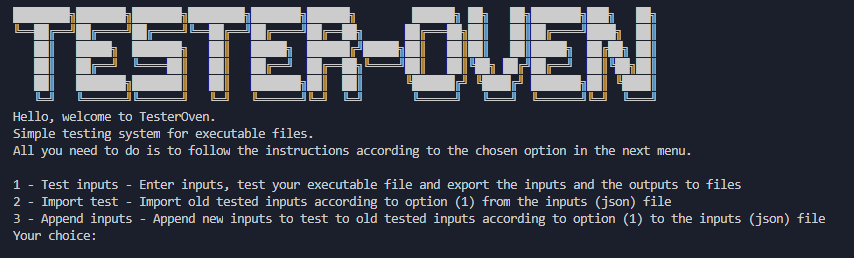 TESTER-OVEN
Hello, welcome to TesterOven.
Simple testing system for executable files.
All you need to do is to follow the instructions according to the chosen option in the next menu.
1 - Test inputs - Enter inputs, test your executable file and export the inputs and the outputs to files
2 - Import test - Import old tested inputs according to option (1) from the inputs (json) file
3 - Append inputs - Append new inputs to test to old tested inputs according to option (1) to the inputs (json) file
Your choice: